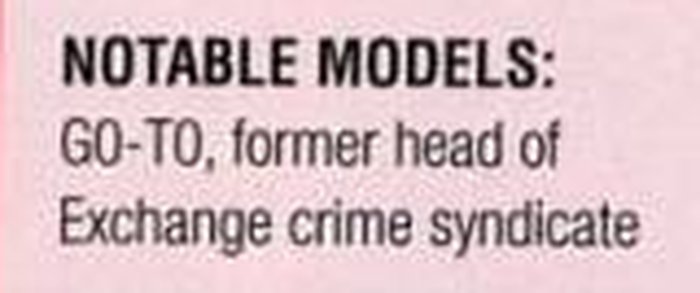 NOTABLE MODELS:
GO-TO, former head of
Exchange crime syndicate